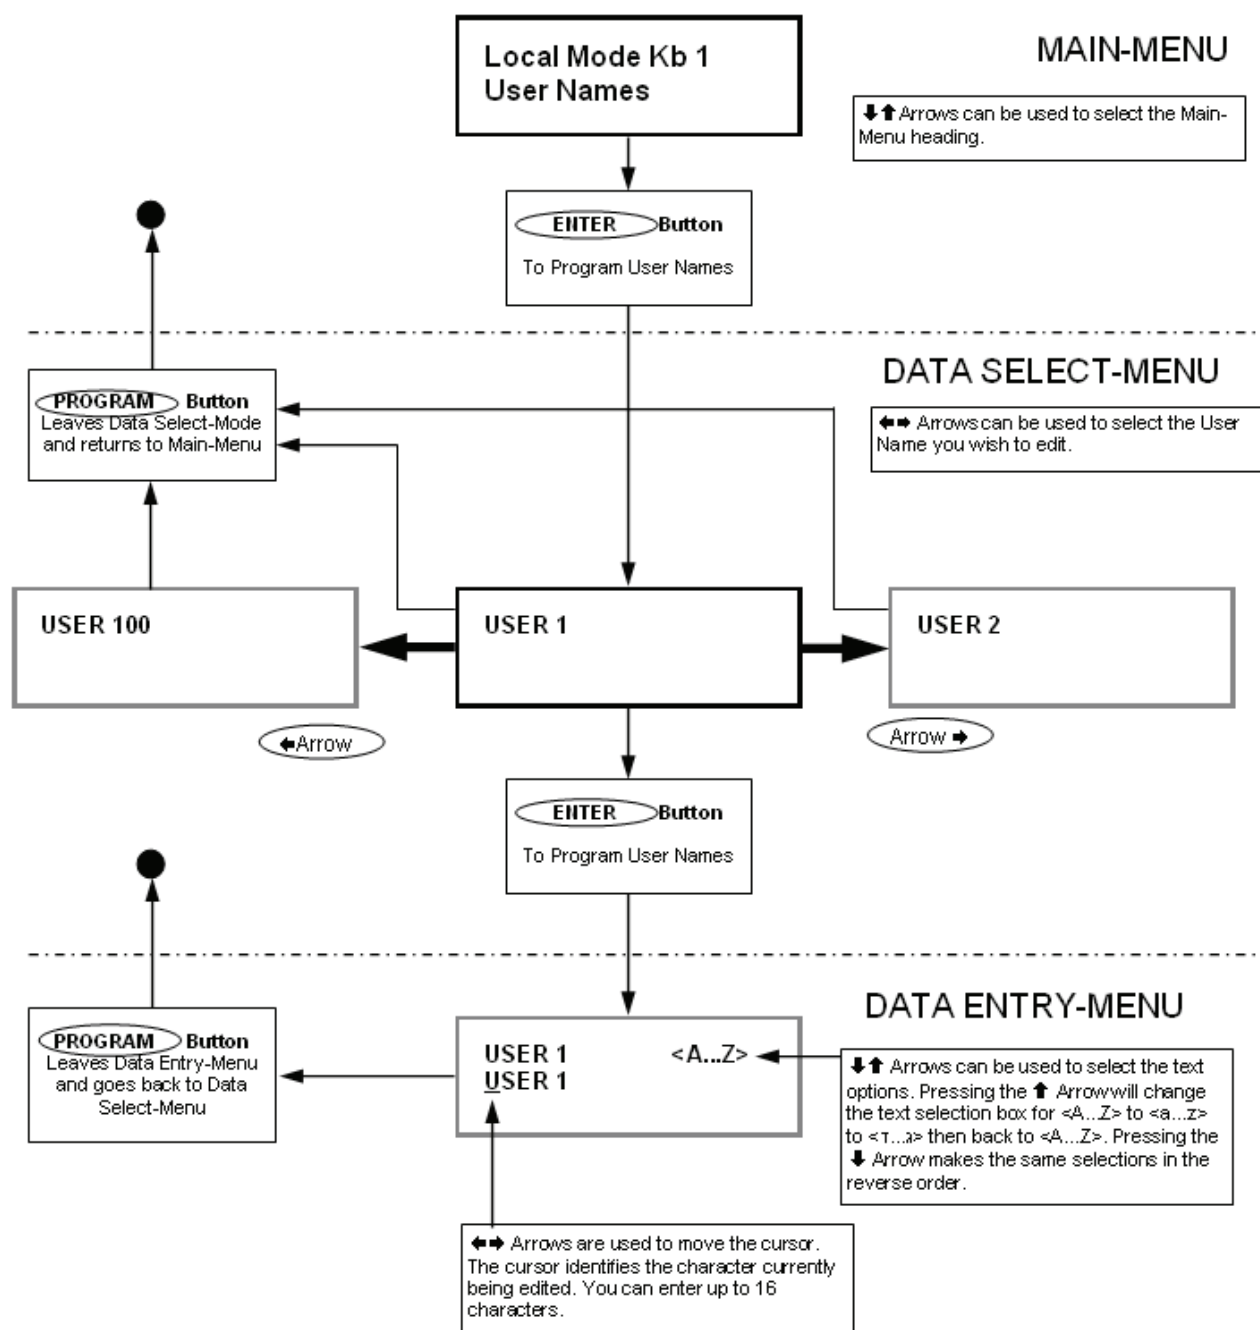 Local Mode Kb 1
User Names
MAIN-MENU
⬇⬆ Arrows can be used to select the Main-
Menu heading.
ENTER Button
To Program User Names
DATA SELECT-MENU
PROGRAM Button
Leaves Data Select-Mode
and returns to Main-Menu
⬅➡ Arrows can be used to select the User
Name you wish to edit.
USER 100
USER 1
USER 2
⬅Arrow
Arrow ➡
ENTER Button
To Program User Names
DATA ENTRY-MENU
PROGRAM Button
Leaves Data Entry-Menu
and goes back to Data
Select-Menu
USER 1 <A...Z>
USER 1
⬇⬆ Arrows can be used to select the text
options. Pressing the ⬆ Arrow will change
the text selection box for <A...Z> to <a...z>
to <ד...ג> then back to <A...Z>. Pressing the
⬇ Arrow makes the same selections in the
reverse order.
⬅➡ Arrows are used to move the cursor.
The cursor identifies the character currently
being edited. You can enter up to 16
characters.